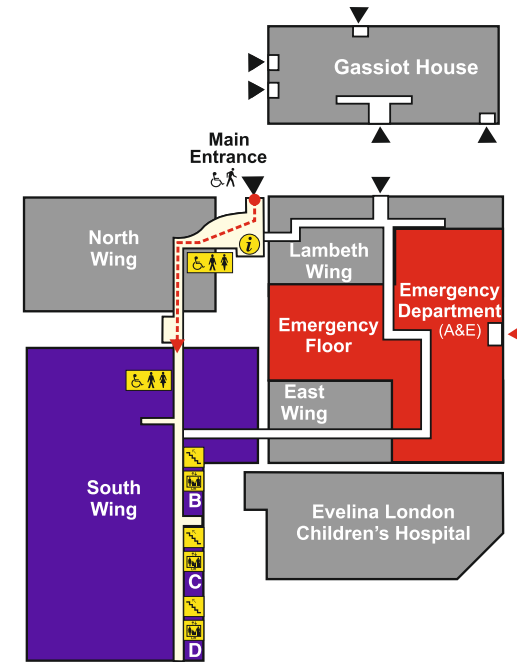 Gassiot House
Main
Entrance
North
Wing
i
Lambeth
Wing
Emergency
Department
(A&E)
Emergency
Floor
East
Wing
South
Wing
B
C
D
Evelina London
Children’s Hospital